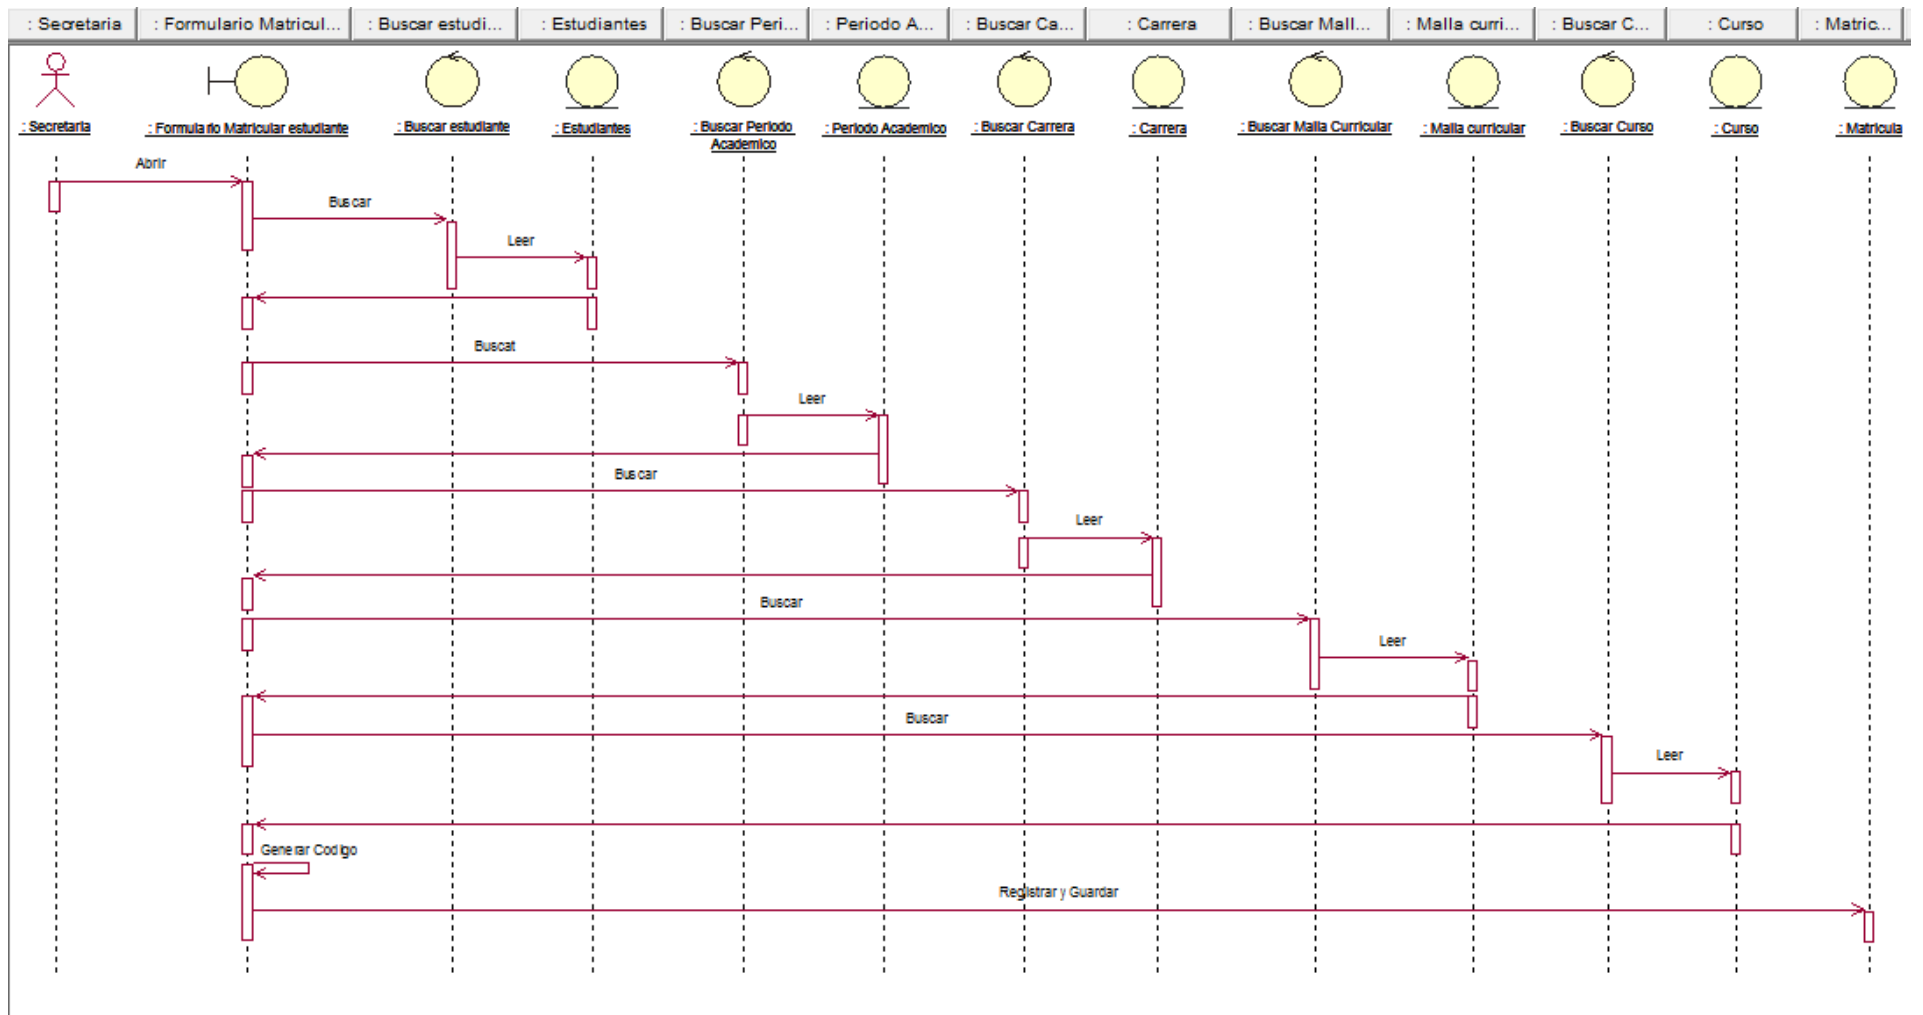 : Secretaria
: Formulario Matricul...
: Buscar estudi...
: Estudiantes
: Buscar Peri...
: Periodo A...
: Buscar Ca...
: Carrera
: Buscar Mall...
: Malla curri...
: Buscar C...
: Curso
: Matric...
: Secretaria
: Formulario Matricular estudiante
: Buscar estudiante
: Estudiantes
: Buscar Periodo
Academico
: Periodo Academico
: Buscar Carrera
: Carrera
: Buscar Malla Curricular
: Malla curricular
: Buscar Curso
: Curso
: Matricula
Abrir
Buscar
Leer
Buscat
Leer
Buscar
Leer
Buscar
Leer
Buscar
Leer
Generar Codigo
Registrar y Guardar